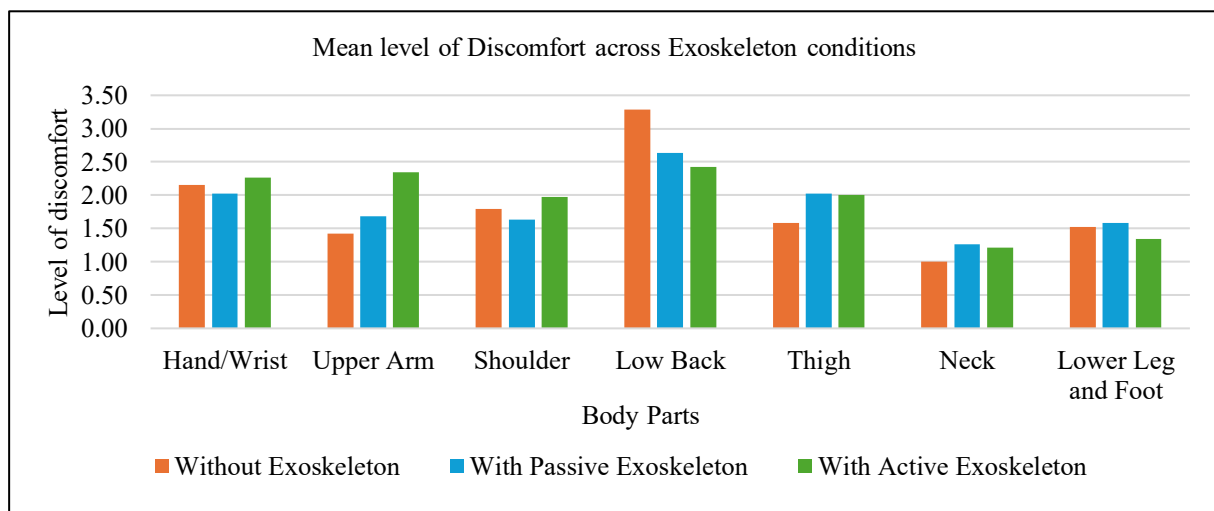 Mean level of Discomfort across Exoskeleton conditions
Level of discomfort
3.50
3.00
2.50
2.00
1.50
1.00
0.50
0.00
Hand/Wrist Upper Arm Shoulder Low Back Thigh Neck Lower Leg
and Foot
Body Parts
Without Exoskeleton With Passive Exoskeleton With Active Exoskeleton